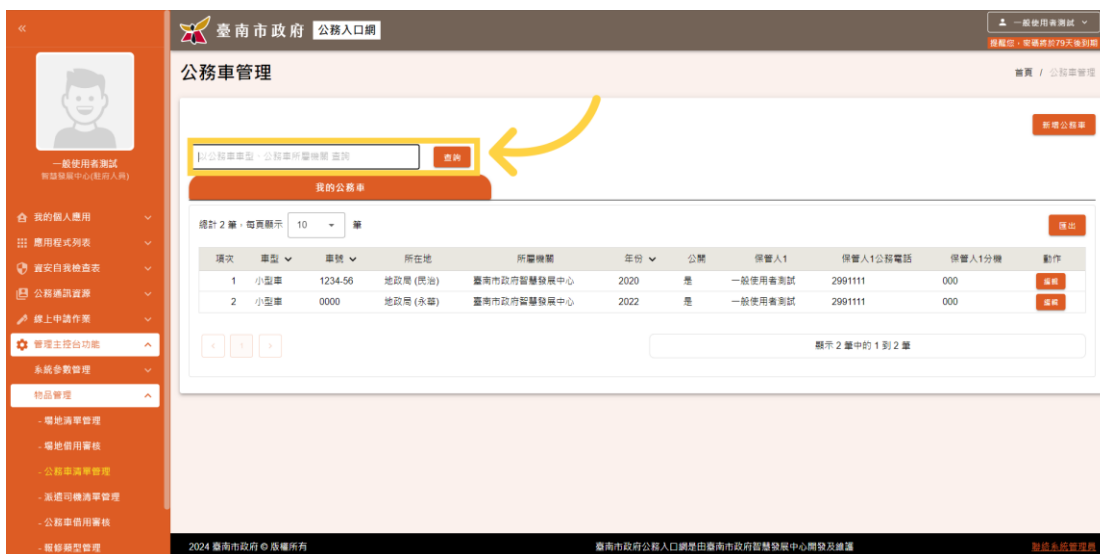 «
臺南市政府 公務入口網
一般使用者測試
提醒您，密碼將於79天後到期
公務車管理
首頁 / 公務車管理
一般使用者測試
智慧發展中心(駐府人員)
我的個人應用
應用程式列表
資安自我檢查表
公務通訊資源
線上申請作業
管理主控台功能
系統參數管理
物品管理
- 場地清單管理
- 場地借用審核
- 公務車清單管理
- 派遣司機清單管理
- 公務車借用審核
- 報修類型管理
新增公務車
以公務車車型、公務車所屬機關 查詢
查詢
我的公務車
總計 2 筆，每頁顯示 10 筆
匯出
項次 車型 車號 所在地 所屬機關 年份 公開 保管人1 保管人1公務電話 保管人1分機 動作
1 小型車 1234-56 地政局 (民治) 臺南市政府智慧發展中心 2020 是 一般使用者測試 2991111 000 編輯
2 小型車 0000 地政局 (永華) 臺南市政府智慧發展中心 2022 是 一般使用者測試 2991111 000 編輯
‹ 1 ›
顯示 2 筆中的 1 到 2 筆
2024 臺南市政府 © 版權所有
臺南市政府公務入口網是由臺南市政府智慧發展中心開發及維護
聯絡系統管理員